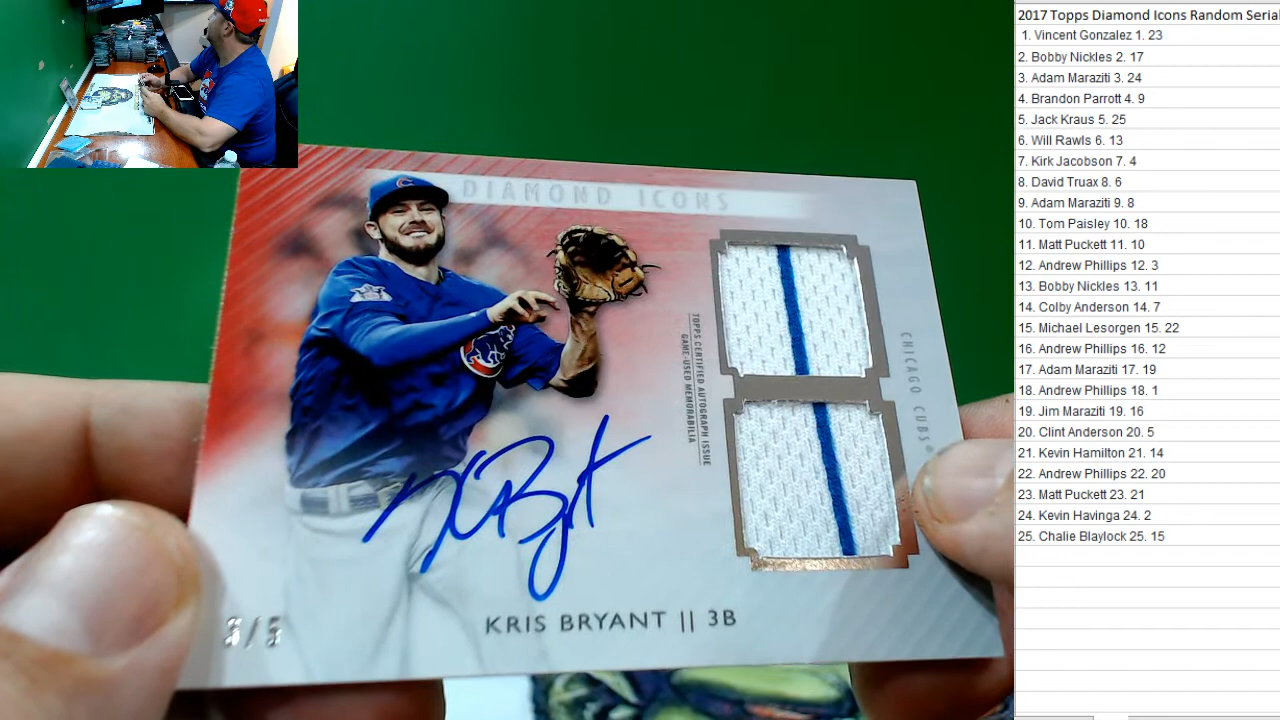 DIAMOND ICONS
TOPPS CERTIFIED AUTOGRAPH ISSUE
GAME-USED MEMORABILIA
CHICAGO CUBS®
KRIS BRYANT || 3B
3/5
2017 Topps Diamond Icons Random Serial
1. Vincent Gonzalez 1. 23
2. Bobby Nickles 2. 17
3. Adam Maraziti 3. 24
4. Brandon Parrott 4. 9
5. Jack Kraus 5. 25
6. Will Rawls 6. 13
7. Kirk Jacobson 7. 4
8. David Truax 8. 6
9. Adam Maraziti 9. 8
10. Tom Paisley 10. 18
11. Matt Puckett 11. 10
12. Andrew Phillips 12. 3
13. Bobby Nickles 13. 11
14. Colby Anderson 14. 7
15. Michael Lesorgen 15. 22
16. Andrew Phillips 16. 12
17. Adam Maraziti 17. 19
18. Andrew Phillips 18. 1
19. Jim Maraziti 19. 16
20. Clint Anderson 20. 5
21. Kevin Hamilton 21. 14
22. Andrew Phillips 22. 20
23. Matt Puckett 23. 21
24. Kevin Havinga 24. 2
25. Chalie Blaylock 25. 15